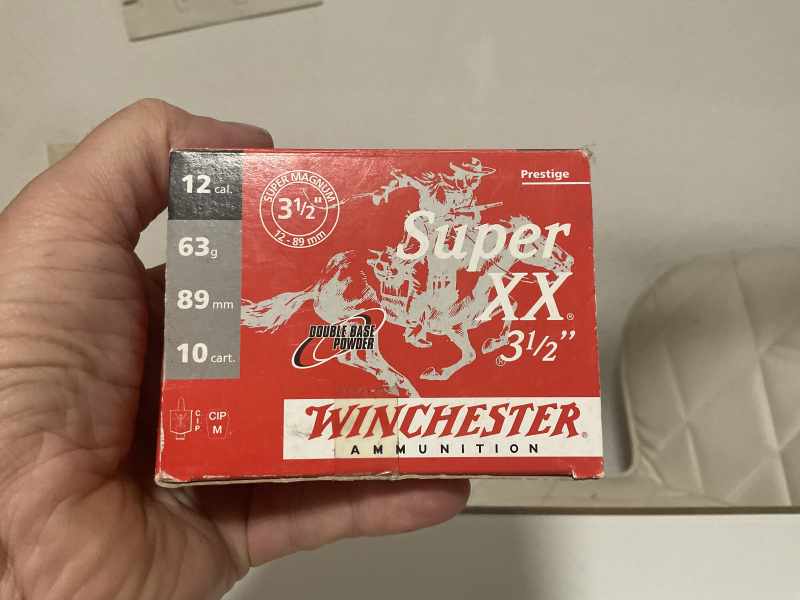 12 cal.
63g
89 mm
10 cart.
SUPER MAGNUM
3 1/2"
12 - 89 mm
Prestige
Super
XX®
®3 1/2"
DOUBLE BASE
POWDER
C.I.P.
CIP
M
WINCHESTER®
AMMUNITION